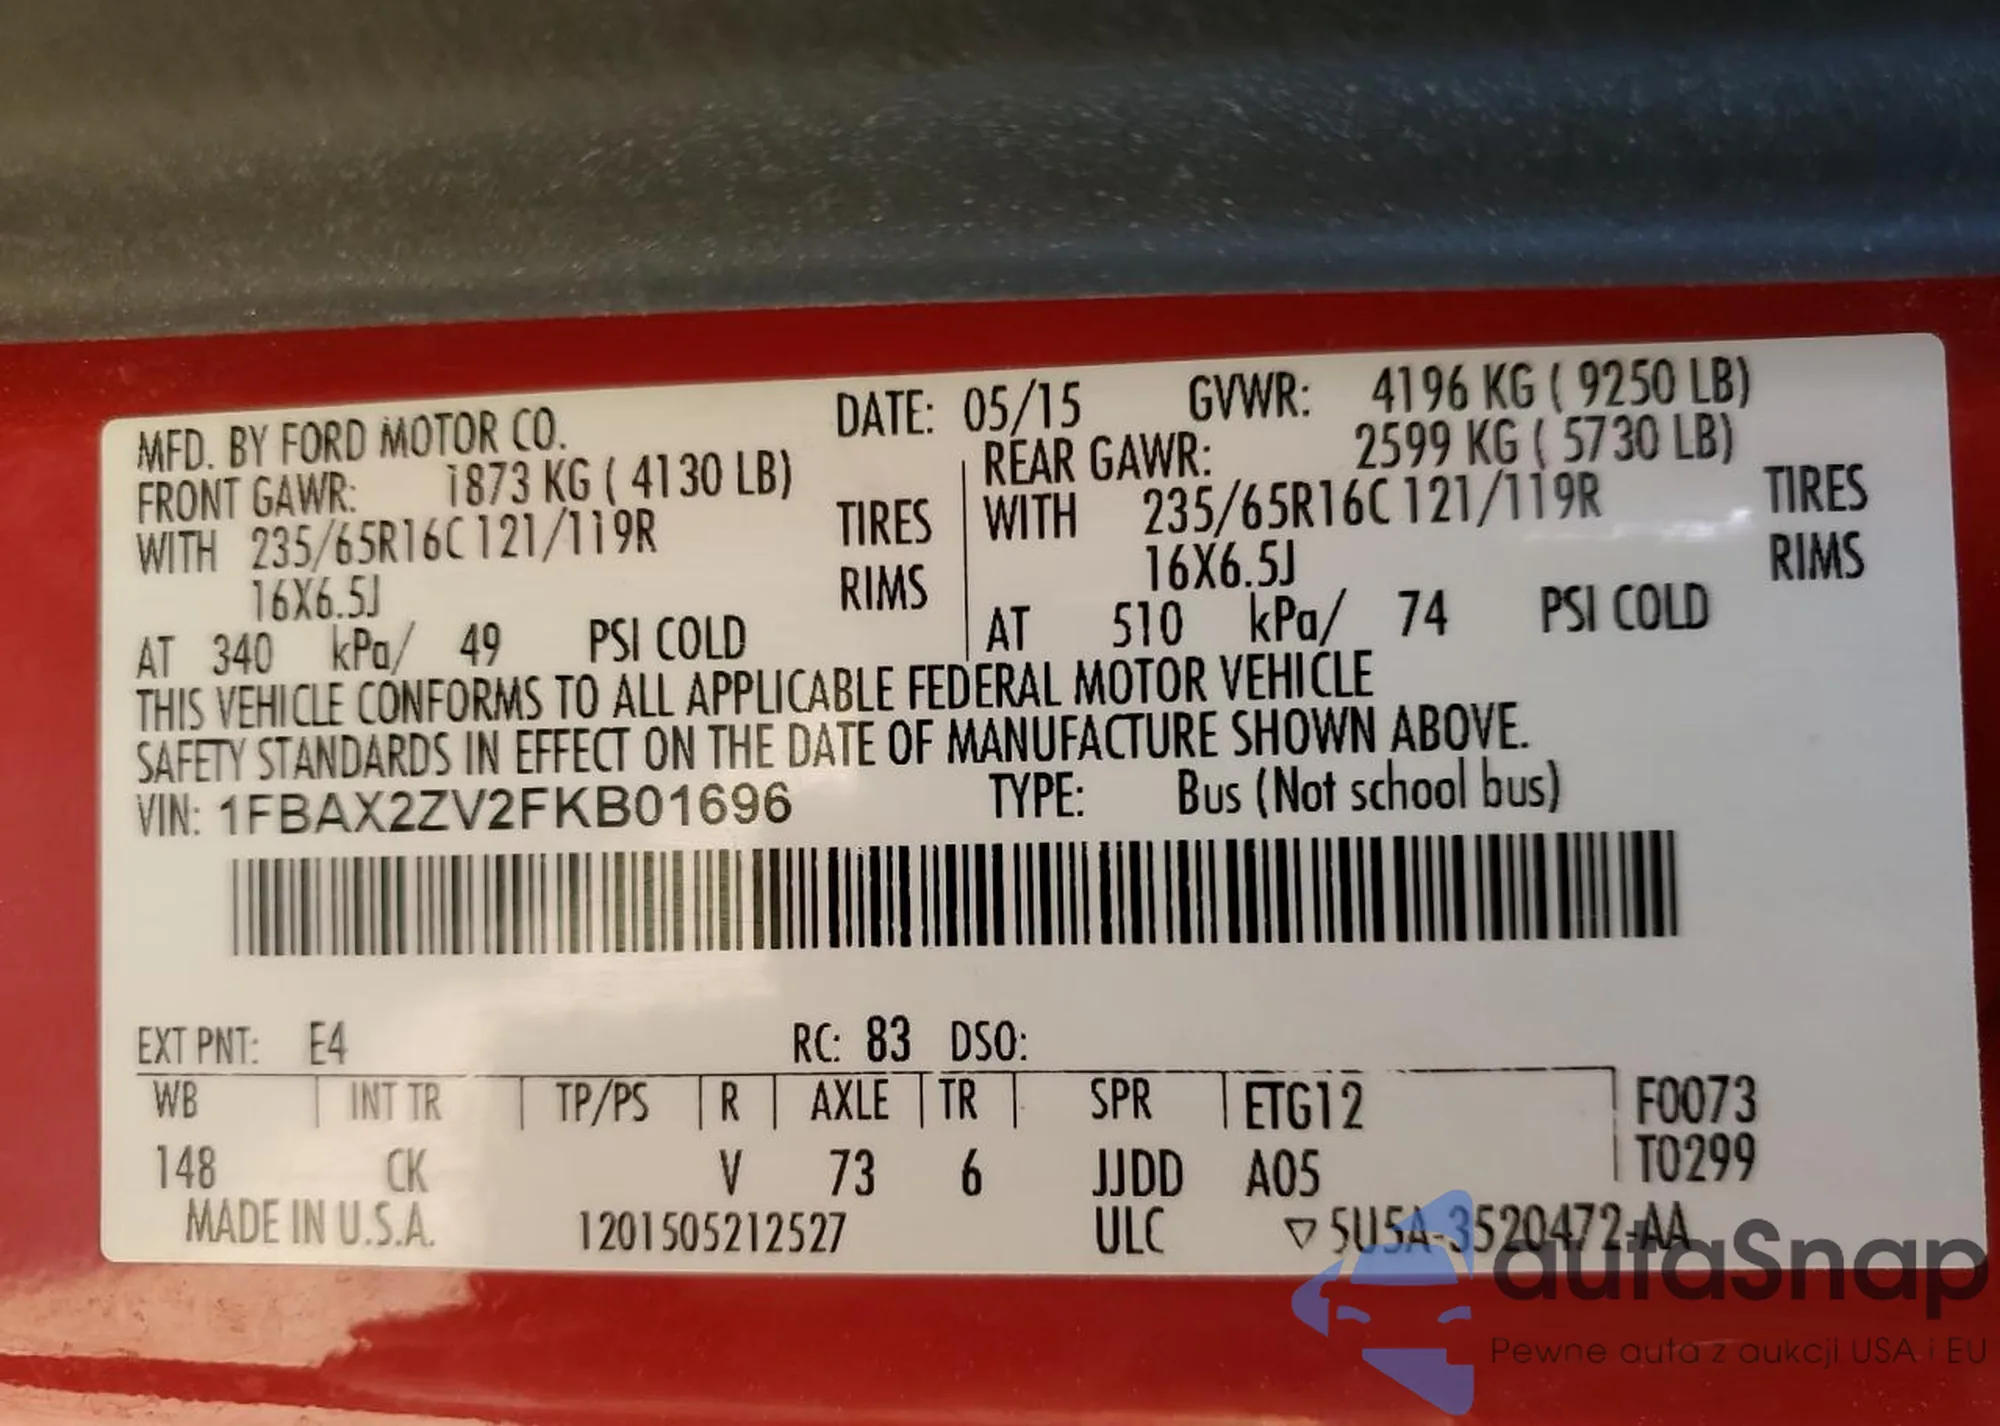 MFD. BY FORD MOTOR CO. DATE: 05/15 GVWR: 4196 KG ( 9250 LB)
FRONT GAWR: 1873 KG ( 4130 LB) REAR GAWR: 2599 KG ( 5730 LB)
WITH 235/65R16C 121/119R TIRES WITH 235/65R16C 121/119R TIRES
16X6.5J RIMS 16X6.5J RIMS
AT 340 kPa/ 49 PSI COLD AT 510 kPa/ 74 PSI COLD
THIS VEHICLE CONFORMS TO ALL APPLICABLE FEDERAL MOTOR VEHICLE
SAFETY STANDARDS IN EFFECT ON THE DATE OF MANUFACTURE SHOWN ABOVE.
VIN: 1FBAX2ZV2FKB01696 TYPE: Bus (Not school bus)
EXT PNT: E4 RC: 83 DSO:
WB INT TR TP/PS R AXLE TR SPR ETG12 F0073
148 CK V 73 6 JJDD A05 T0299
MADE IN U.S.A. 1201505212527 ULC ▽ 5U5A-3520472-AA
autaSnap
Pewne auta z aukcji USA i EU